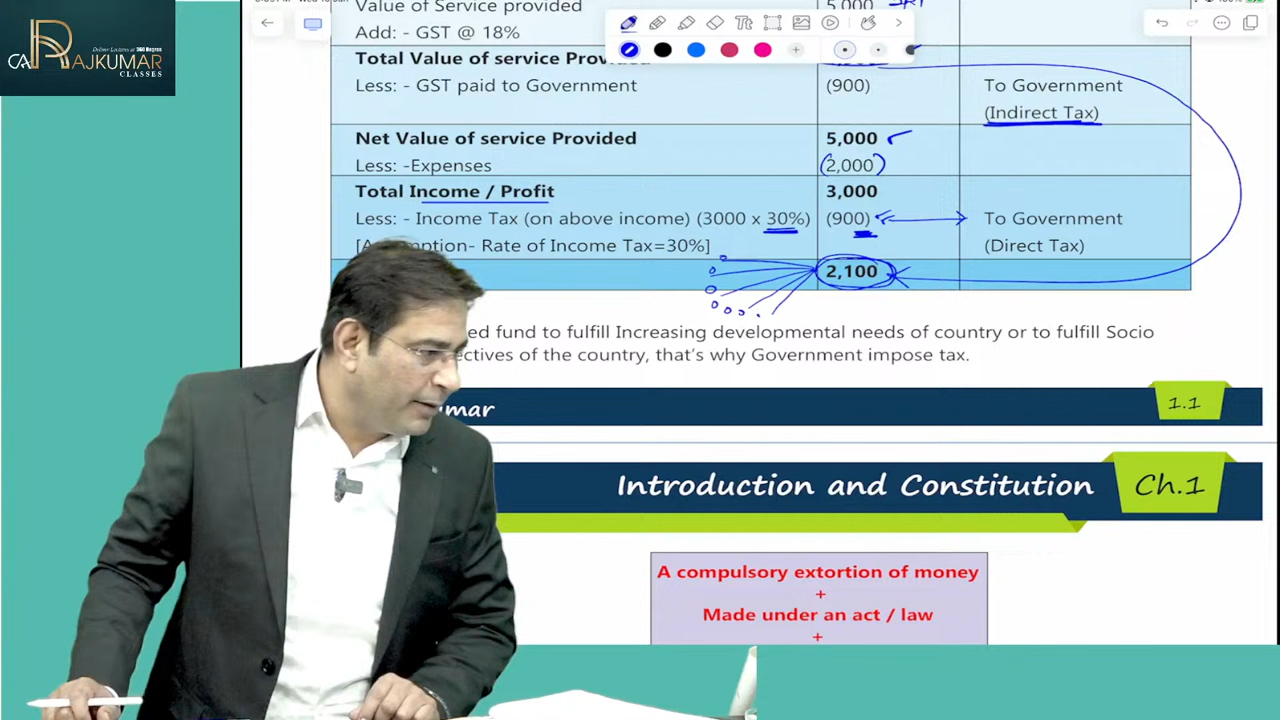 Deliver Lectures at 360 Degree
CA RAJKUMAR
CLASSES
Value of Service provided 5,000
Add: - GST @ 18%
Total Value of service Provided
Less: - GST paid to Government (900) To Government
(Indirect Tax)
Net Value of service Provided 5,000
Less: -Expenses (2,000)
Total Income / Profit 3,000
Less: - Income Tax (on above income) (3000 x 30%) (900) To Government
[Assumption- Rate of Income Tax=30%] (Direct Tax)
2,100
fund to fulfill Increasing developmental needs of country or to fulfill Socio
of the country, that's why Government impose tax.
1.1
Introduction and Constitution Ch.1
A compulsory extortion of money
+
Made under an act / law
+